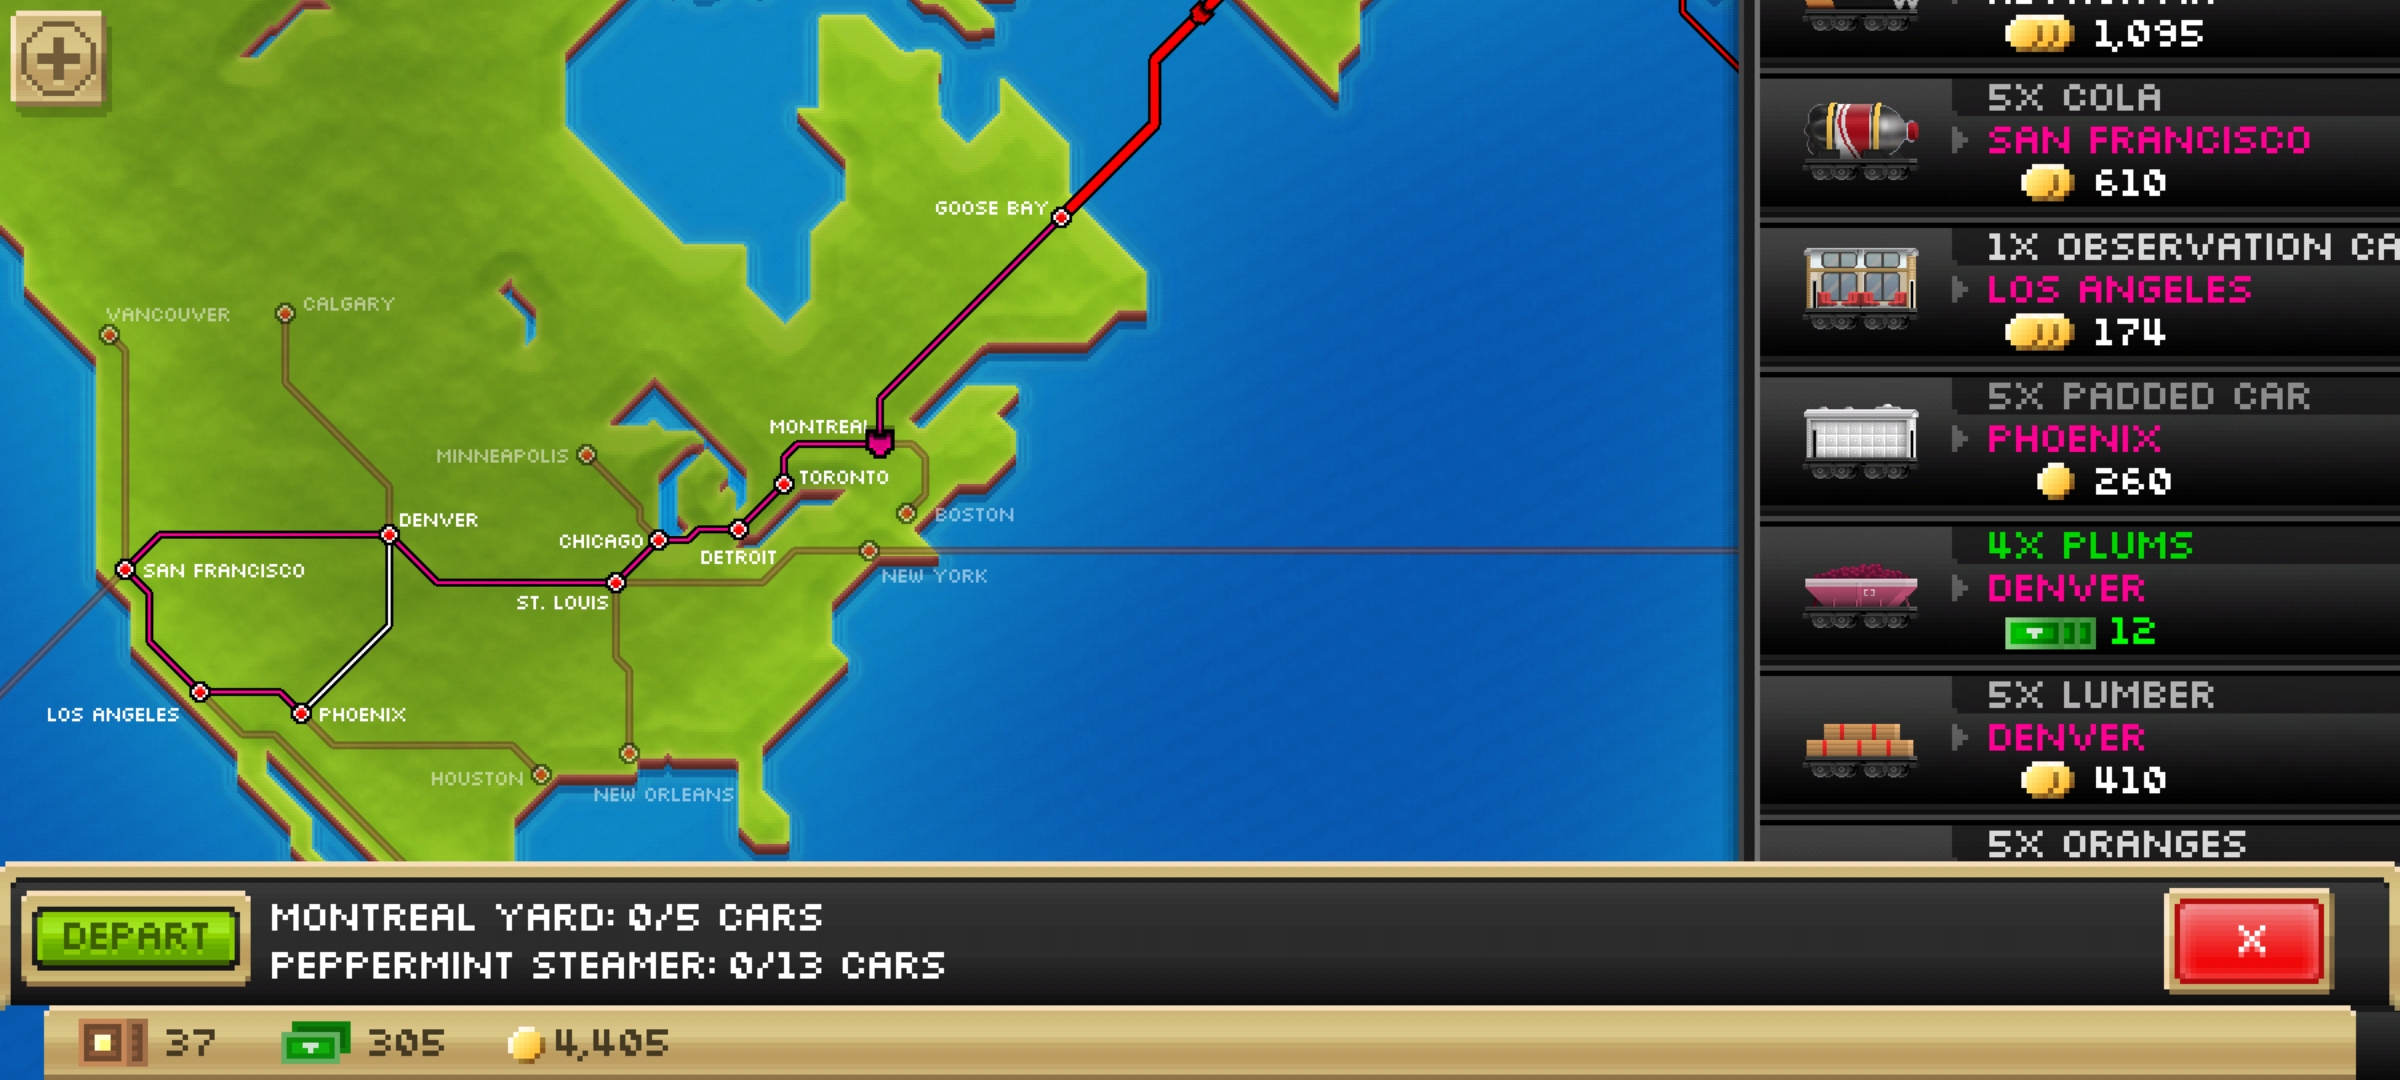 1,095
5X COLA
SAN FRANCISCO
610
1X OBSERVATION CA
LOS ANGELES
174
5X PADDED CAR
PHOENIX
260
4X PLUMS
DENVER
12
5X LUMBER
DENVER
410
5X ORANGES
GOOSE BAY
VANCOUVER
CALGARY
MONTREAL
MINNEAPOLIS
TORONTO
DENVER
BOSTON
CHICAGO
DETROIT
SAN FRANCISCO
NEW YORK
ST. LOUIS
LOS ANGELES
PHOENIX
HOUSTON
NEW ORLEANS
DEPART
MONTREAL YARD: 0/5 CARS
PEPPERMINT STEAMER: 0/13 CARS
X
37
305
4,405